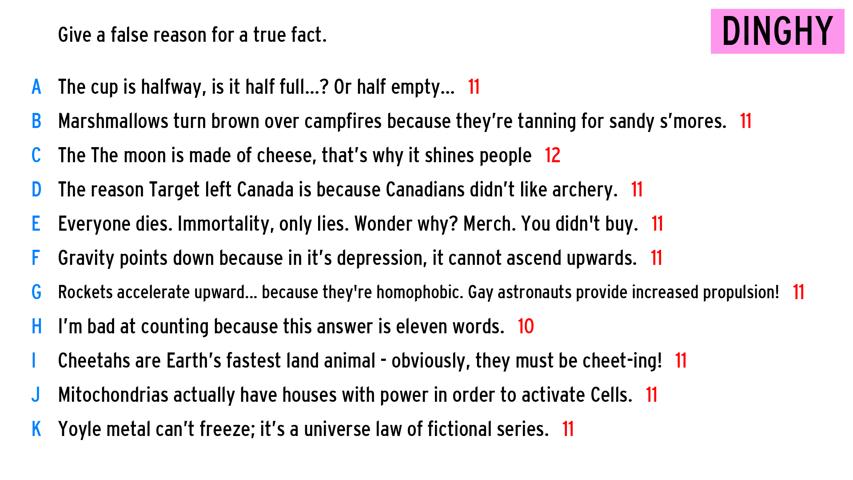 Give a false reason for a true fact.
DINGHY
A The cup is halfway, is it half full...? Or half empty... 11
B Marshmallows turn brown over campfires because they're tanning for sandy s'mores. 11
C The The moon is made of cheese, that's why it shines people 12
D The reason Target left Canada is because Canadians didn't like archery. 11
E Everyone dies. Immortality, only lies. Wonder why? Merch. You didn't buy. 11
F Gravity points down because in it's depression, it cannot ascend upwards. 11
G Rockets accelerate upward... because they're homophobic. Gay astronauts provide increased propulsion! 11
H I'm bad at counting because this answer is eleven words. 10
I Cheetahs are Earth's fastest land animal - obviously, they must be cheet-ing! 11
J Mitochondrias actually have houses with power in order to activate Cells. 11
K Yoyle metal can't freeze; it's a universe law of fictional series. 11